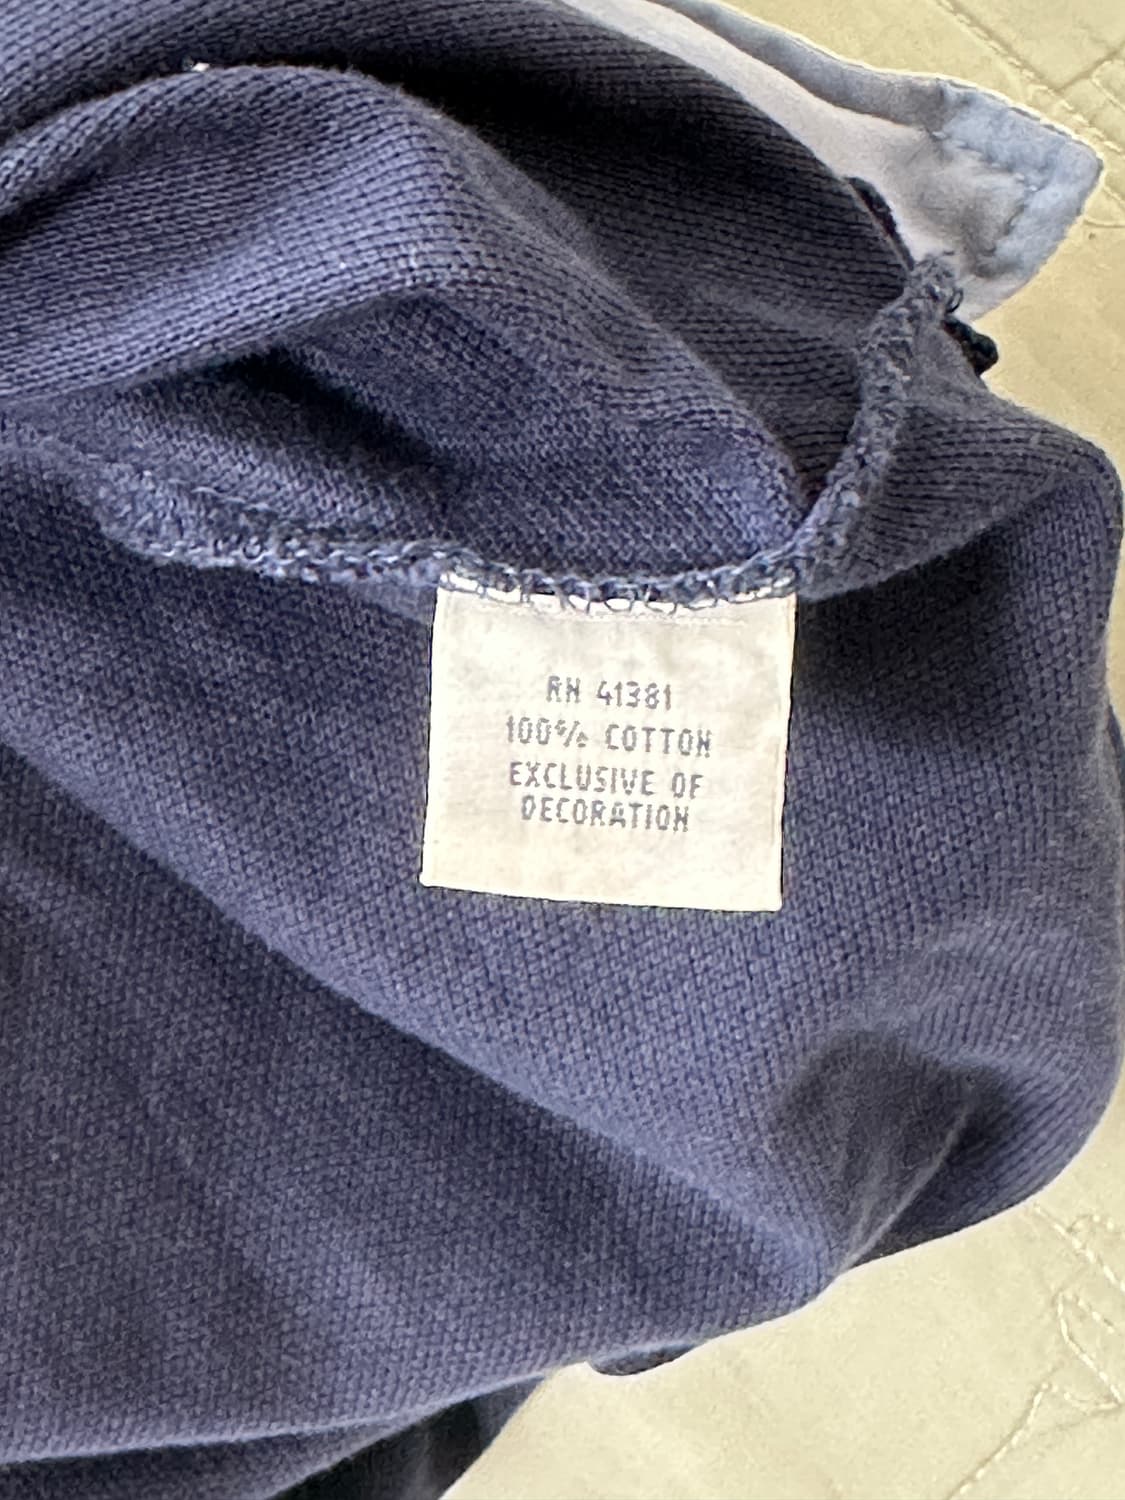 RN 41381
100% COTTON
EXCLUSIVE OF
DECORATION